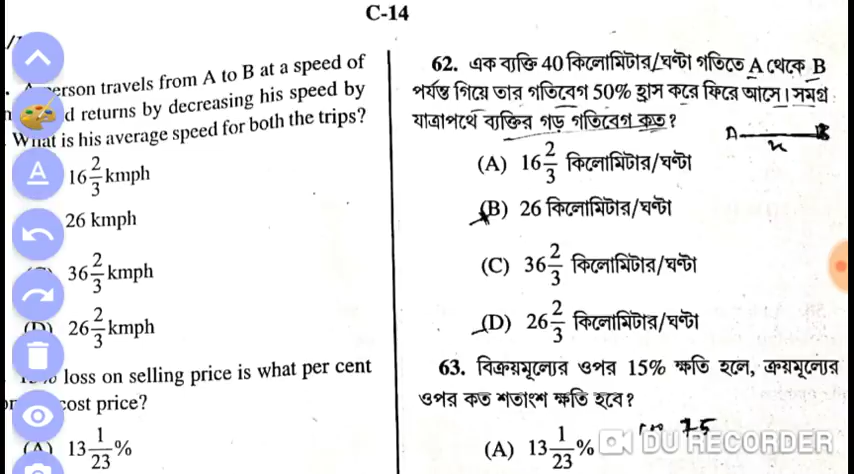 C-14
person travels from A to B at a speed of
d returns by decreasing his speed by
What is his average speed for both the trips?
16 2/3 kmph
26 kmph
36 2/3 kmph
(D) 26 2/3 kmph
loss on selling price is what per cent
cost price?
(A) 13 1/23 %
62. এক ব্যক্তি 40 কিলোমিটার/ঘণ্টা গতিতে A থেকে B
পর্যন্ত গিয়ে তার গতিবেগ 50% হ্রাস করে ফিরে আসে। সমগ্র
যাত্রাপথে ব্যক্তির গড় গতিবেগ কত?
A B
x
(A) 16 2/3 কিলোমিটার/ঘণ্টা
(B) 26 কিলোমিটার/ঘণ্টা
(C) 36 2/3 কিলোমিটার/ঘণ্টা
(D) 26 2/3 কিলোমিটার/ঘণ্টা
63. বিক্রয়মূল্যের ওপর 15% ক্ষতি হলে, ক্রয়মূল্যের
ওপর কত শতাংশ ক্ষতি হবে?
(A) 13 1/23 %
DU RECORDER